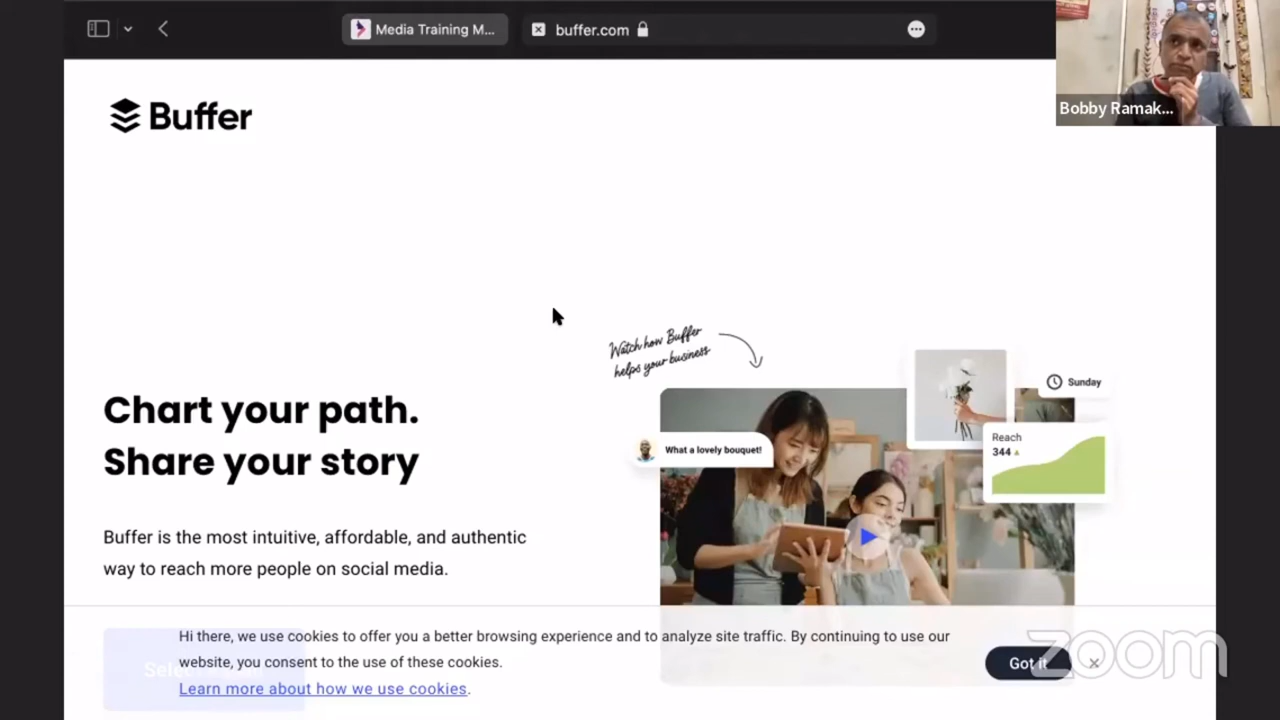 Media Training M...
buffer.com
Bobby Ramak...
Buffer
Watch how Buffer
helps your business
Sunday
Chart your path.
Share your story
What a lovely bouquet!
Reach
344
Buffer is the most intuitive, affordable, and authentic
way to reach more people on social media.
Hi there, we use cookies to offer you a better browsing experience and to analyze site traffic. By continuing to use our
website, you consent to the use of these cookies.
Learn more about how we use cookies.
Got it
zoom